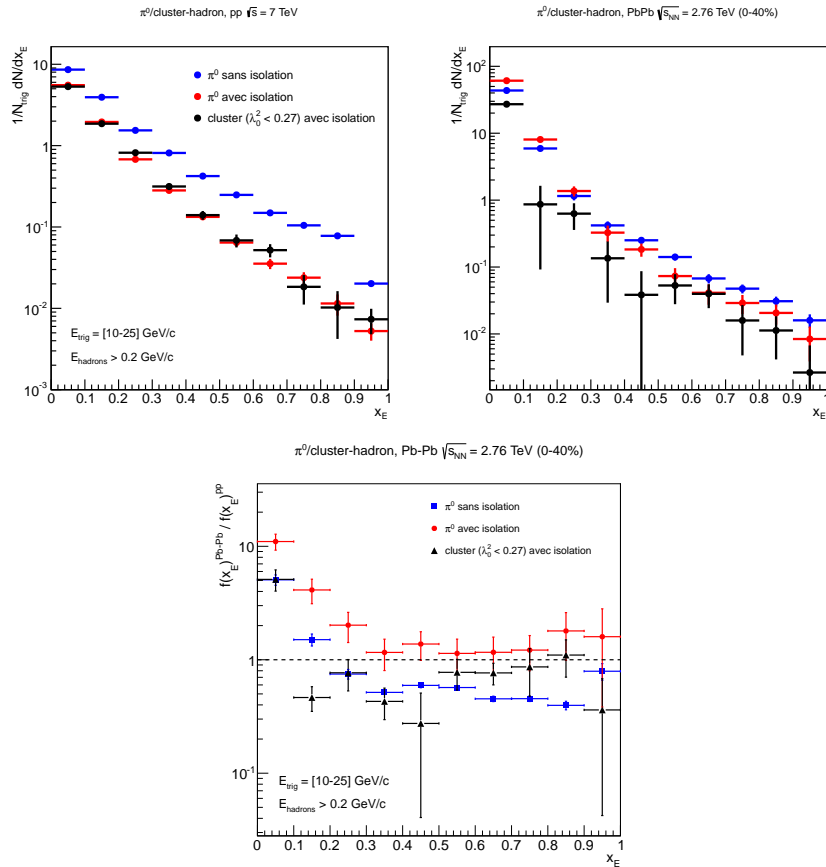 π⁰/cluster-hadron, pp √s = 7 TeV
1/N_trig dN/dx_E
10
1
10⁻¹
10⁻²
10⁻³
π⁰ sans isolation
π⁰ avec isolation
cluster (λ₀² < 0.27) avec isolation
E_trig = [10-25] GeV/c
E_hadrons > 0.2 GeV/c
0 0.1 0.2 0.3 0.4 0.5 0.6 0.7 0.8 0.9 1
x_E
π⁰/cluster-hadron, PbPb √s_NN = 2.76 TeV (0-40%)
1/N_trig dN/dx_E
10²
10
1
10⁻¹
10⁻²
0 0.1 0.2 0.3 0.4 0.5 0.6 0.7 0.8 0.9 1
x_E
π⁰/cluster-hadron, Pb-Pb √s_NN = 2.76 TeV (0-40%)
f(x_E)^Pb-Pb / f(x_E)^pp
10
1
10⁻¹
π⁰ sans isolation
π⁰ avec isolation
cluster (λ₀² < 0.27) avec isolation
E_trig = [10-25] GeV/c
E_hadrons > 0.2 GeV/c
0 0.1 0.2 0.3 0.4 0.5 0.6 0.7 0.8 0.9 1
x_E